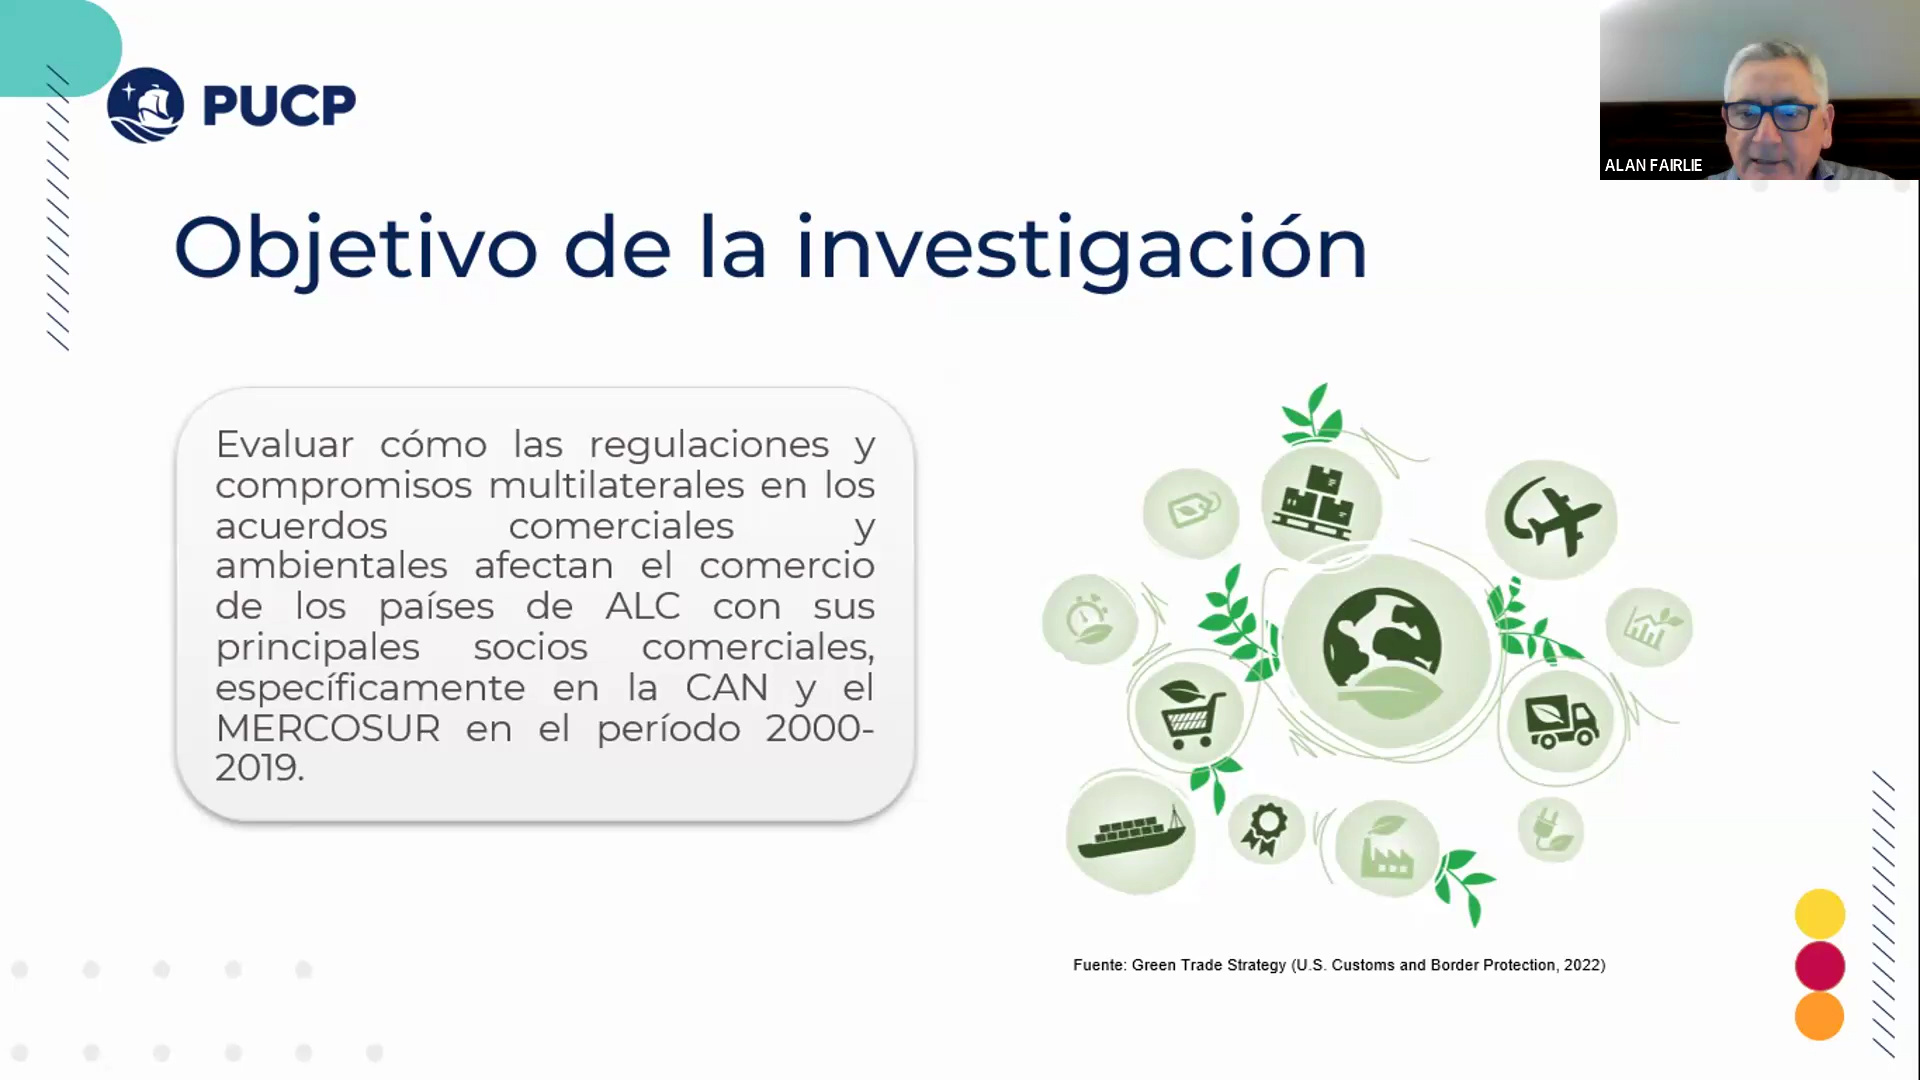 PUCP
ALAN FAIRLIE
Objetivo de la investigación
Evaluar cómo las regulaciones y
compromisos multilaterales en los
acuerdos comerciales y
ambientales afectan el comercio
de los países de ALC con sus
principales socios comerciales,
específicamente en la CAN y el
MERCOSUR en el período 2000-
2019.
Fuente: Green Trade Strategy (U.S. Customs and Border Protection, 2022)